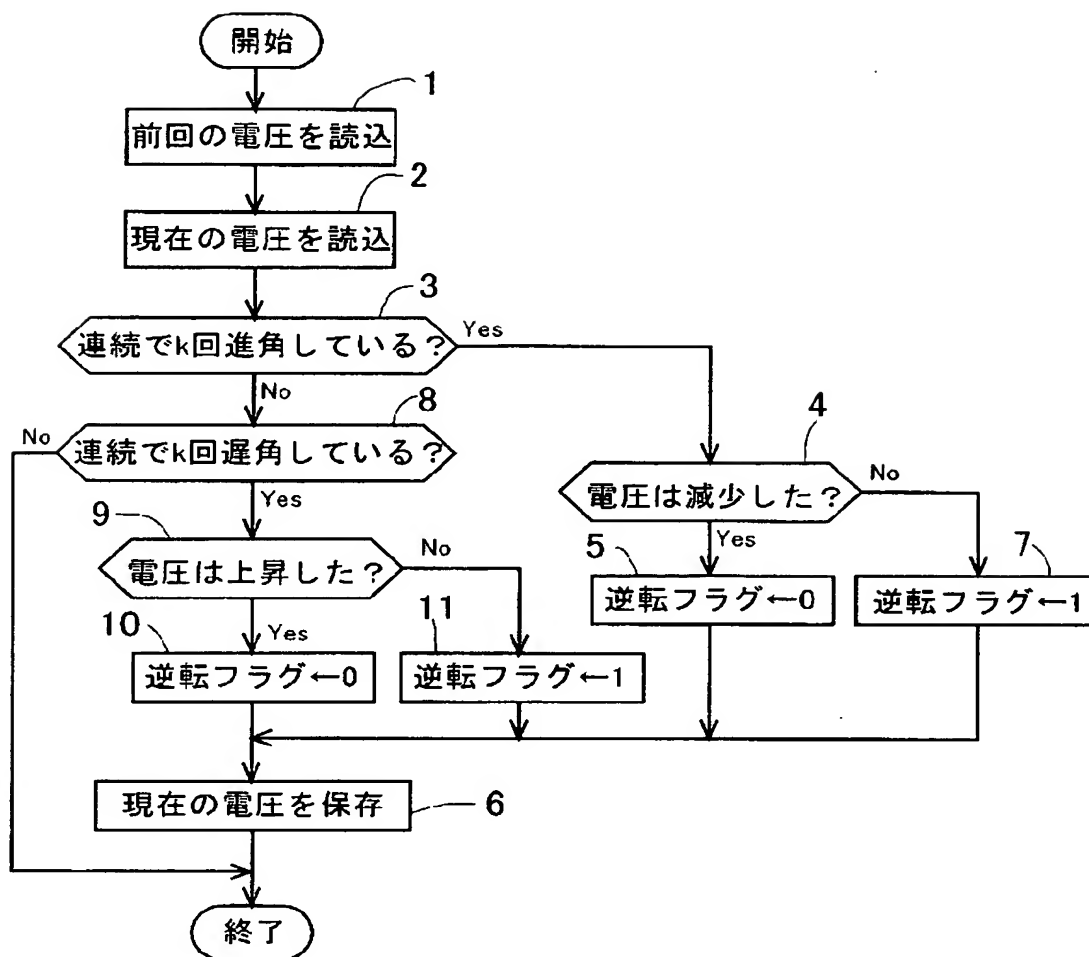 開始
1
前回の電圧を読込
2
現在の電圧を読込
3
連続でk回進角している?
Yes
No
8
連続でk回遅角している?
No
Yes
4
電圧は減少した?
No
Yes
9
電圧は上昇した?
No
Yes
5
逆転フラグ←0
7
逆転フラグ←1
10
逆転フラグ←0
11
逆転フラグ←1
現在の電圧を保存
6
終了